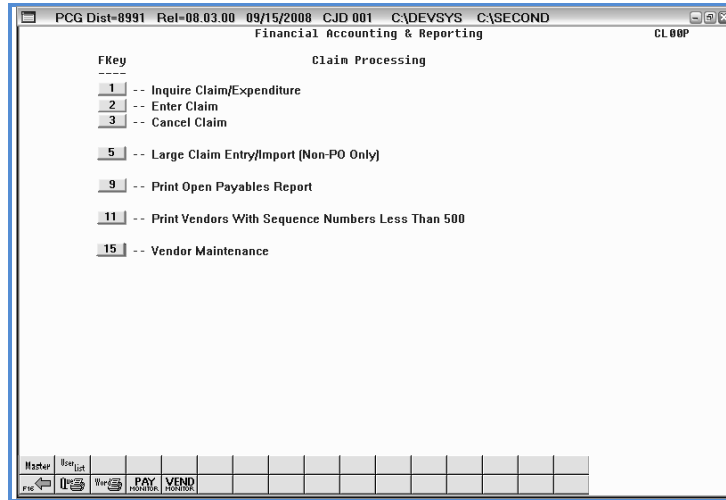 PCG Dist=8991 Rel=08.03.00 09/15/2008 CJD 001 C:\DEVSYS C:\SECOND
Financial Accounting & Reporting CL00P
FKey Claim Processing
----
1 -- Inquire Claim/Expenditure
2 -- Enter Claim
3 -- Cancel Claim
5 -- Large Claim Entry/Import (Non-PO Only)
9 -- Print Open Payables Report
11 -- Print Vendors With Sequence Numbers Less Than 500
15 -- Vendor Maintenance
Master User List
F16 Que Word PAY MONITOR VEND MONITOR